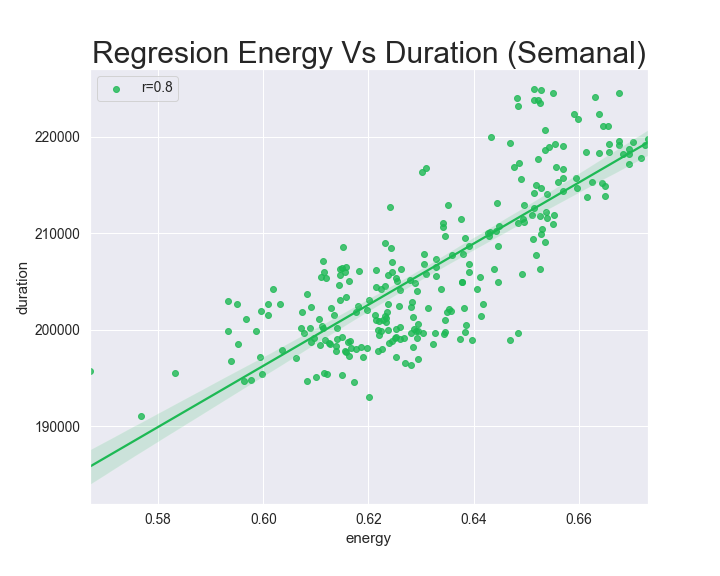 Regresion Energy Vs Duration (Semanal)
r=0.8
220000
210000
200000
190000
duration
0.58 0.60 0.62 0.64 0.66
energy